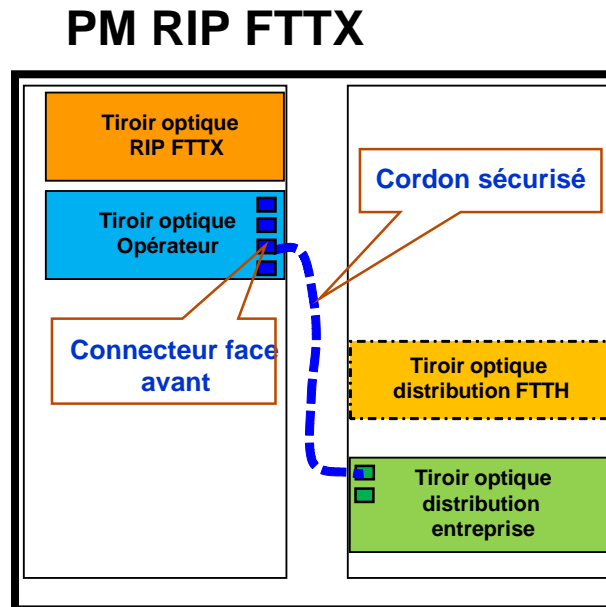 PM RIP FTTX
Tiroir optique
RIP FTTX
Tiroir optique
Opérateur
Cordon sécurisé
Connecteur face
avant
Tiroir optique
distribution FTTH
Tiroir optique
distribution
entreprise